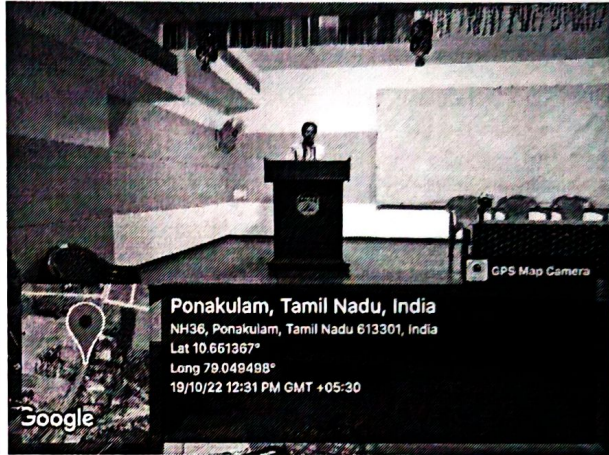 GPS Map Camera
Ponakulam, Tamil Nadu, India
NH36, Ponakulam, Tamil Nadu 613301, India
Lat 10.661367°
Long 79.049498°
19/10/22 12:31 PM GMT +05:30
Google